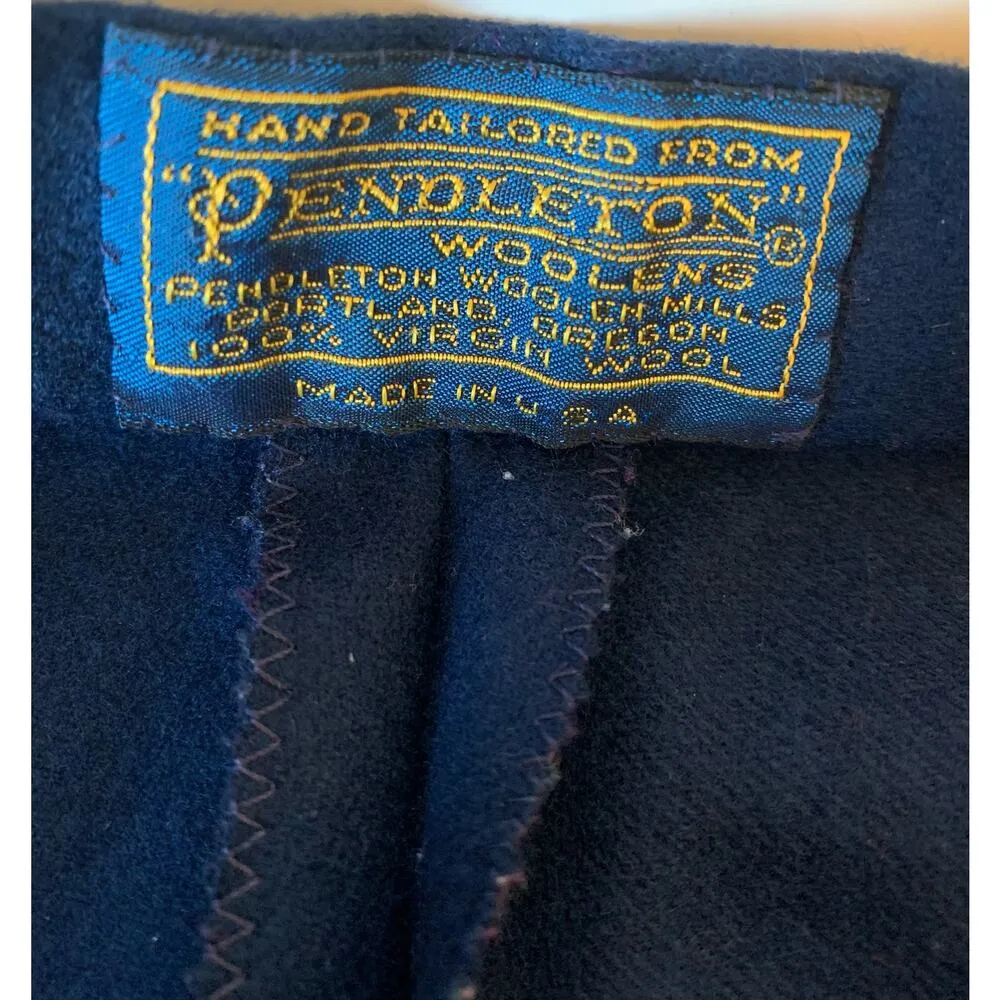 HAND TAILORED FROM
"PENDLETON"®
WOOLENS
PENDLETON WOOLEN MILLS
PORTLAND, OREGON
100% VIRGIN WOOL
MADE IN U S A